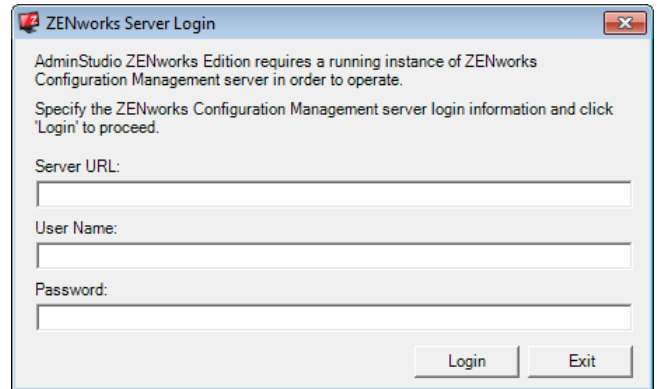 ZENworks Server Login
AdminStudio ZENworks Edition requires a running instance of ZENworks
Configuration Management server in order to operate.
Specify the ZENworks Configuration Management server login information and click
'Login' to proceed.
Server URL:
User Name:
Password:
Login
Exit